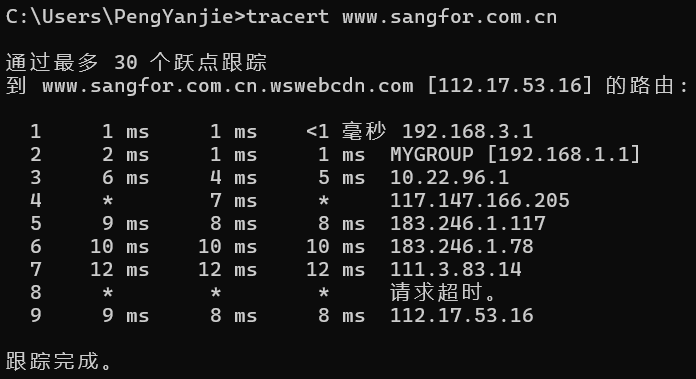 C:\Users\PengYanjie>tracert www.sangfor.com.cn
通过最多 30 个跃点跟踪
到 www.sangfor.com.cn.wswebcdn.com [112.17.53.16] 的路由:
1 1 ms 1 ms <1 毫秒 192.168.3.1
2 2 ms 1 ms 1 ms MYGROUP [192.168.1.1]
3 6 ms 4 ms 5 ms 10.22.96.1
4 * 7 ms * 117.147.166.205
5 9 ms 8 ms 8 ms 183.246.1.117
6 10 ms 10 ms 10 ms 183.246.1.78
7 12 ms 12 ms 12 ms 111.3.83.14
8 * * * 请求超时。
9 9 ms 8 ms 8 ms 112.17.53.16
跟踪完成。